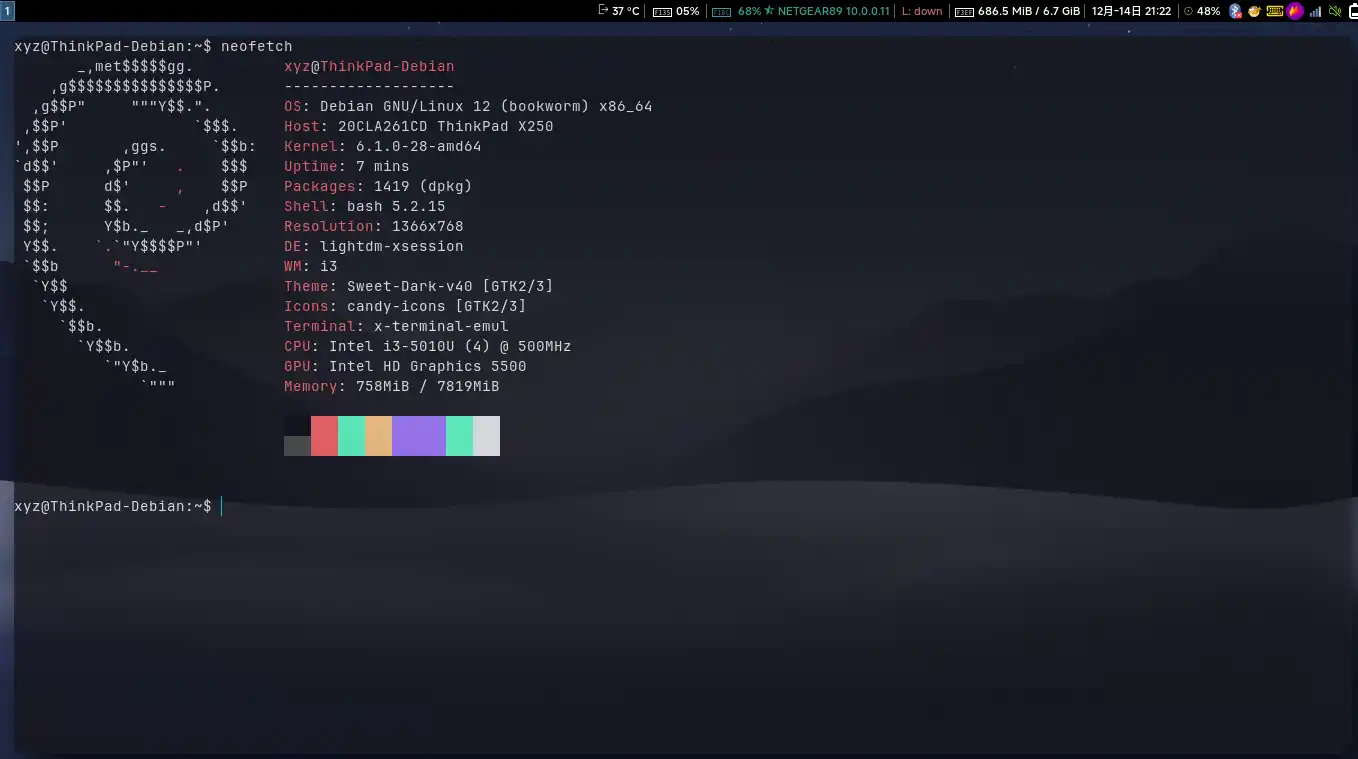 1 37 °C F135 05% 68% NETGEAR89 10.0.0.11 L: down 686.5 MiB / 6.7 GiB 12月-14日 21:22 48%
xyz@ThinkPad-Debian:~$ neofetch
       _,met$$$$$gg.          xyz@ThinkPad-Debian
    ,g$$$$$$$$$$$$$$$P.       -------------------
  ,g$$P"     """Y$$.".        OS: Debian GNU/Linux 12 (bookworm) x86_64
 ,$$P'              `$$$.     Host: 20CLA261CD ThinkPad X250
',$$P       ,ggs.     `$$b:   Kernel: 6.1.0-28-amd64
`d$$'     ,$P"'   .    $$$    Uptime: 7 mins
 $$P      d$'     ,    $$P    Packages: 1419 (dpkg)
 $$:      $$.   -    ,d$$'    Shell: bash 5.2.15
 $$;      Y$b._   _,d$P'      Resolution: 1366x768
 Y$$.    `.`"Y$$$$P"'         DE: lightdm-xsession
 `$$b      "-.__              WM: i3
  `Y$$                        Theme: Sweet-Dark-v40 [GTK2/3]
   `Y$$.                      Icons: candy-icons [GTK2/3]
     `$$b.                    Terminal: x-terminal-emul
       `Y$$b.                 CPU: Intel i3-5010U (4) @ 500MHz
          `"Y$b._             GPU: Intel HD Graphics 5500
              `"""            Memory: 758MiB / 7819MiB
xyz@ThinkPad-Debian:~$